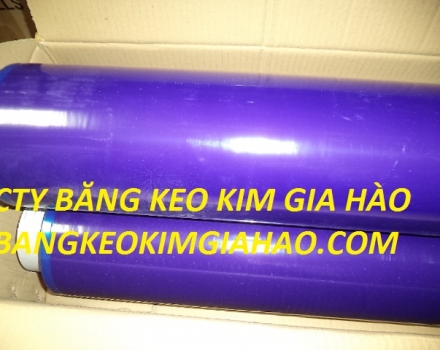 CTY BĂNG KEO KIM GIA HÀO
BANGKEOKIMGIAHAO.COM